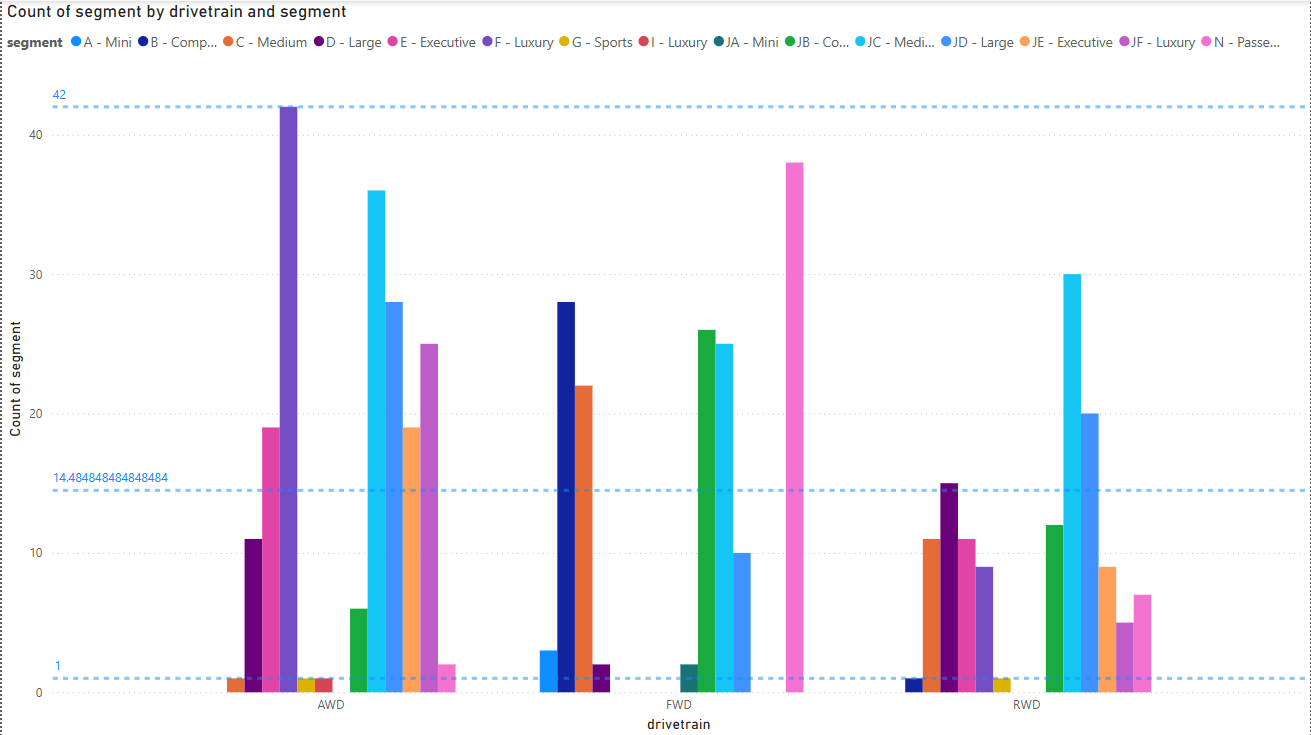 Count of segment by drivetrain and segment
segment A - Mini B - Comp... C - Medium D - Large E - Executive F - Luxury G - Sports I - Luxury JA - Mini JB - Co... JC - Medi... JD - Large JE - Executive JF - Luxury N - Passe...
42
40
30
20
14.484848484848484
10
1
0
Count of segment
AWD FWD RWD
drivetrain